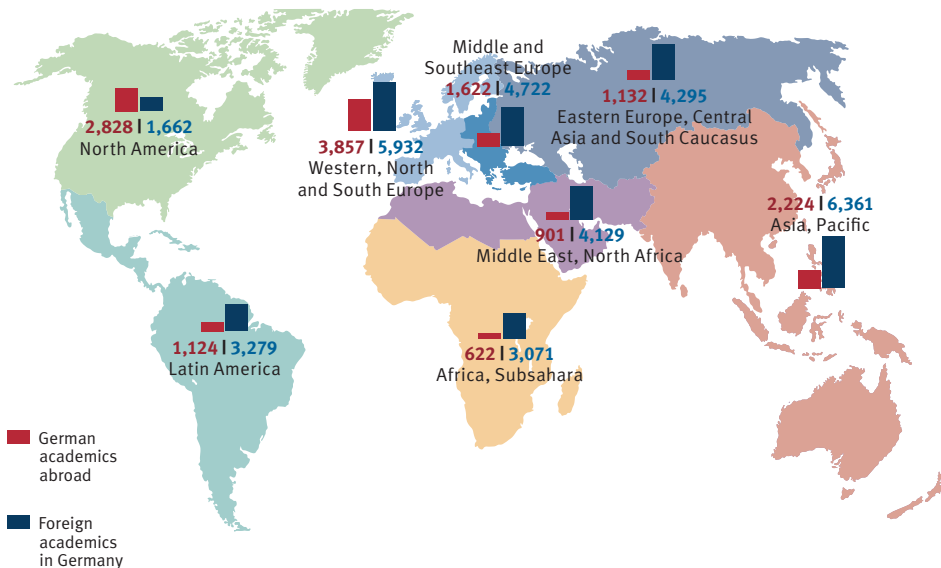 2,828 | 1,662
North America
3,857 | 5,932
Western, North
and South Europe
Middle and
Southeast Europe
1,622 | 4,722
1,132 | 4,295
Eastern Europe, Central
Asia and South Caucasus
2,224 | 6,361
Asia, Pacific
901 | 4,129
Middle East, North Africa
1,124 | 3,279
Latin America
622 | 3,071
Africa, Subsahara
German
academics
abroad
Foreign
academics
in Germany